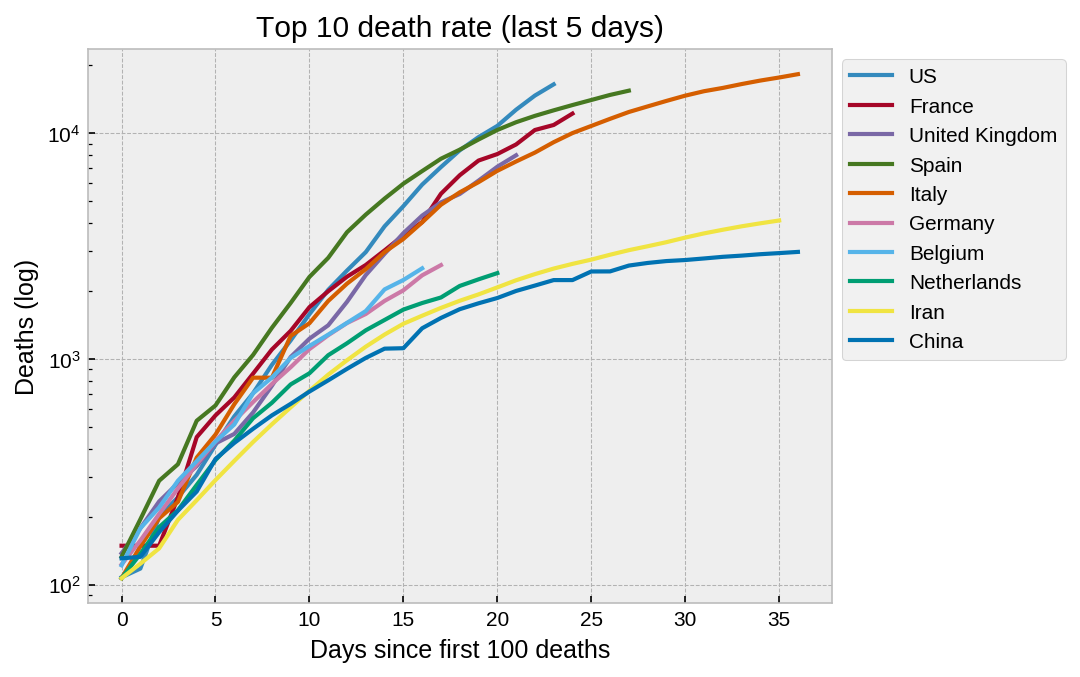 Top 10 death rate (last 5 days)
Deaths (log)
10⁴
10³
10²
0 5 10 15 20 25 30 35
Days since first 100 deaths
US
France
United Kingdom
Spain
Italy
Germany
Belgium
Netherlands
Iran
China